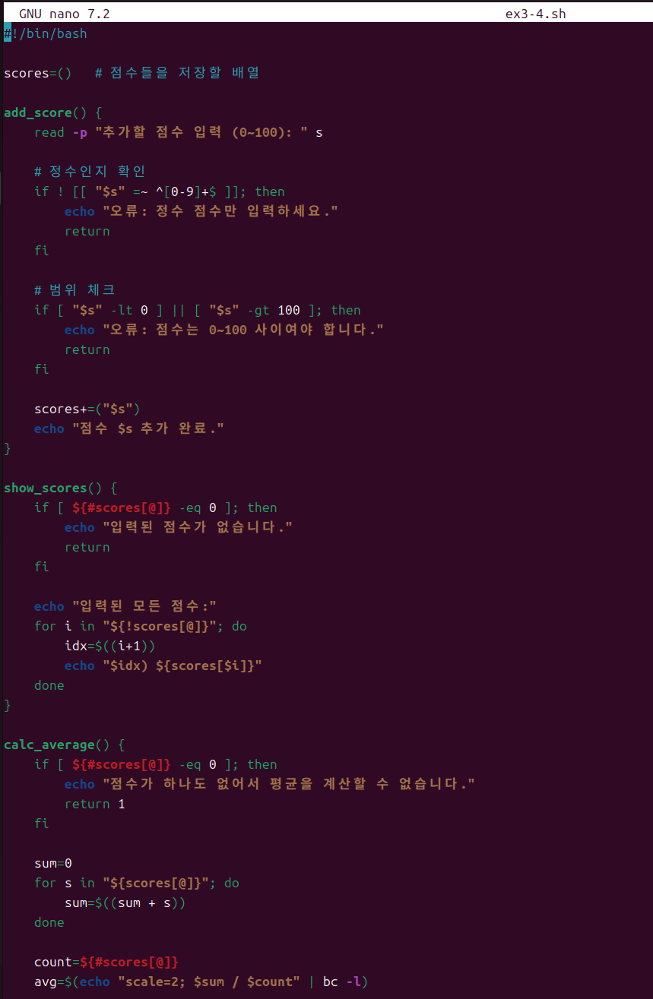 GNU nano 7.2 ex3-4.sh
#!/bin/bash
scores=() # 점수들을 저장할 배열
add_score() {
read -p "추가할 점수 입력 (0~100): " s
# 정수인지 확인
if ! [[ "$s" =~ ^[0-9]+$ ]]; then
echo "오류: 정수 점수만 입력하세요."
return
fi
# 범위 체크
if [ "$s" -lt 0 ] || [ "$s" -gt 100 ]; then
echo "오류: 점수는 0~100 사이여야 합니다."
return
fi
scores+=("$s")
echo "점수 $s 추가 완료."
}
show_scores() {
if [ ${#scores[@]} -eq 0 ]; then
echo "입력된 점수가 없습니다."
return
fi
echo "입력된 모든 점수:"
for i in "${!scores[@]}"; do
idx=$((i+1))
echo "$idx) ${scores[$i]}"
done
}
calc_average() {
if [ ${#scores[@]} -eq 0 ]; then
echo "점수가 하나도 없어서 평균을 계산할 수 없습니다."
return 1
fi
sum=0
for s in "${scores[@]}"; do
sum=$((sum + s))
done
count=${#scores[@]}
avg=$(echo "scale=2; $sum / $count" | bc -l)